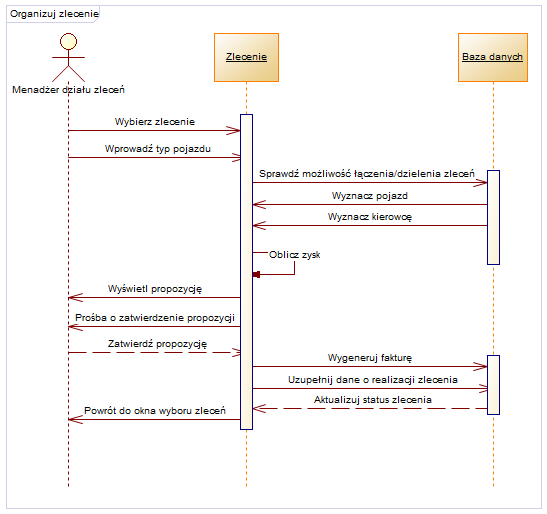 Organizuj zlecenie
Zlecenie
Baza danych
Menadżer działu zleceń
Wybierz zlecenie
Wprowadź typ pojazdu
Sprawdź możliwość łączenia/dzielenia zleceń
Wyznacz pojazd
Wyznacz kierowcę
Oblicz zysk
Wyświetl propozycję
Prośba o zatwierdzenie propozycji
Zatwierdź propozycję
Wygeneruj fakturę
Uzupełnij dane o realizacji zlecenia
Aktualizuj status zlecenia
Powrót do okna wyboru zleceń